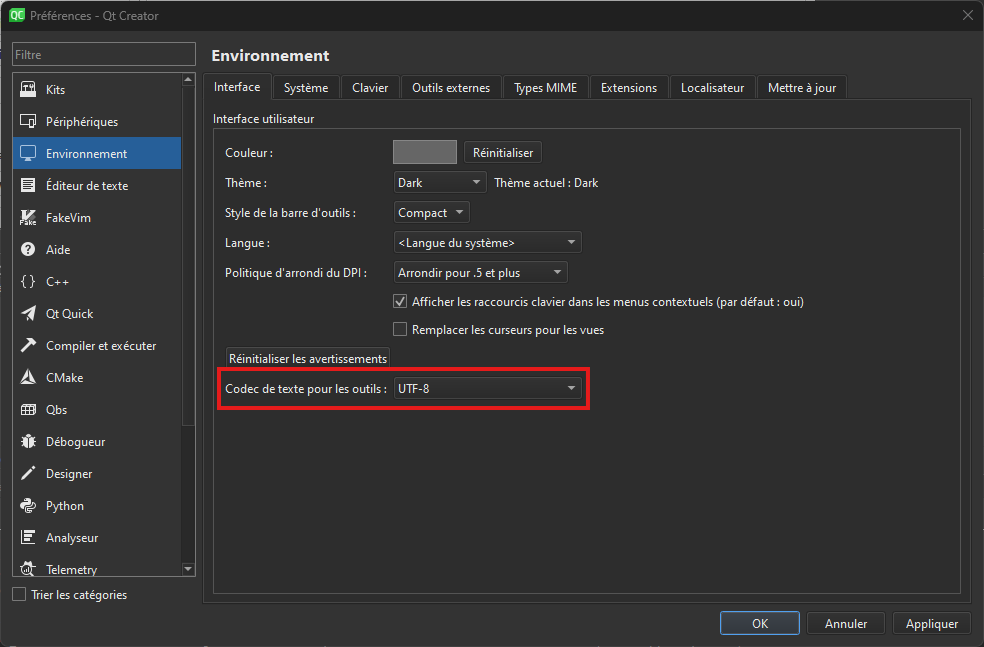 Préférences - Qt Creator
Filtre
Kits
Périphériques
Environnement
Éditeur de texte
FakeVim
Aide
C++
Qt Quick
Compiler et exécuter
CMake
Qbs
Débogueur
Designer
Python
Analyseur
Telemetry
Trier les catégories
Environnement
Interface Système Clavier Outils externes Types MIME Extensions Localisateur Mettre à jour
Interface utilisateur
Couleur : Réinitialiser
Thème : Dark Thème actuel : Dark
Style de la barre d'outils : Compact
Langue : <Langue du système>
Politique d'arrondi du DPI : Arrondir pour .5 et plus
Afficher les raccourcis clavier dans les menus contextuels (par défaut : oui)
Remplacer les curseurs pour les vues
Réinitialiser les avertissements
Codec de texte pour les outils : UTF-8
OK Annuler Appliquer